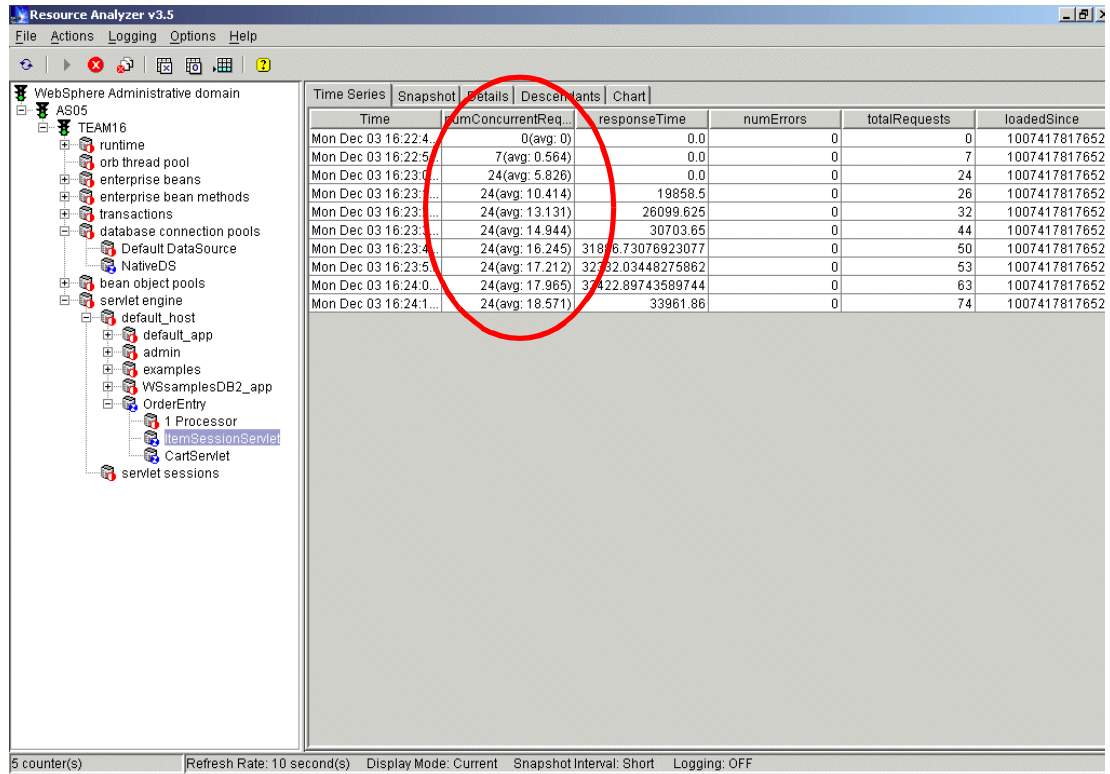 Resource Analyzer v3.5
File Actions Logging Options Help
WebSphere Administrative domain
AS05
TEAM16
runtime
orb thread pool
enterprise beans
enterprise bean methods
transactions
database connection pools
Default DataSource
NativeDS
bean object pools
servlet engine
default_host
default_app
admin
examples
WSsamplesDB2_app
OrderEntry
1 Processor
ItemSessionServlet
CartServlet
servlet sessions
Time Series Snapshot Details Descendants Chart
Time numConcurrentReq... responseTime numErrors totalRequests loadedSince
Mon Dec 03 16:22:4... 0(avg: 0) 0.0 0 0 1007417817652
Mon Dec 03 16:22:5... 7(avg: 0.564) 0.0 0 7 1007417817652
Mon Dec 03 16:23:0... 24(avg: 5.826) 0.0 0 24 1007417817652
Mon Dec 03 16:23: 24(avg: 10.414) 19858.5 0 26 1007417817652
Mon Dec 03 16:23: 24(avg: 13.131) 26099.625 0 32 1007417817652
Mon Dec 03 16:23: 24(avg: 14.944) 30703.65 0 44 1007417817652
Mon Dec 03 16:23:4... 24(avg: 16.245) 0 50 1007417817652
Mon Dec 03 16:23:5... 24(avg: 17.212) 0 53 1007417817652
Mon Dec 03 16:24:0... 24(avg: 17.965) 0 63 1007417817652
Mon Dec 03 16:24:1... 24(avg: 18.571) 33961.86 0 74 1007417817652
5 counter(s) Refresh Rate: 10 second(s) Display Mode: Current Snapshot Interval: Short Logging: OFF